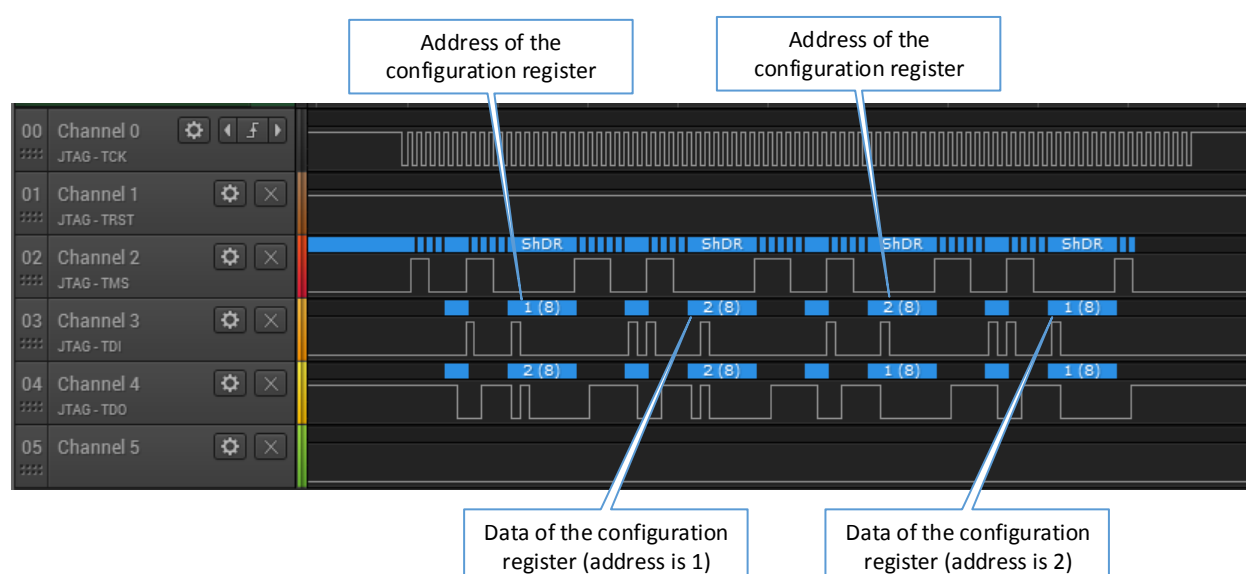 Address of the
configuration register
Address of the
configuration register
00 Channel 0
JTAG - TCK
01 Channel 1
JTAG - TRST
ShDR ShDR ShDR ShDR
02 Channel 2
JTAG - TMS
1 (8) 2 (8) 2 (8) 1 (8)
03 Channel 3
JTAG - TDI
2 (8) 2 (8) 1 (8) 1 (8)
04 Channel 4
JTAG - TDO
05 Channel 5
Data of the configuration
register (address is 1)
Data of the configuration
register (address is 2)